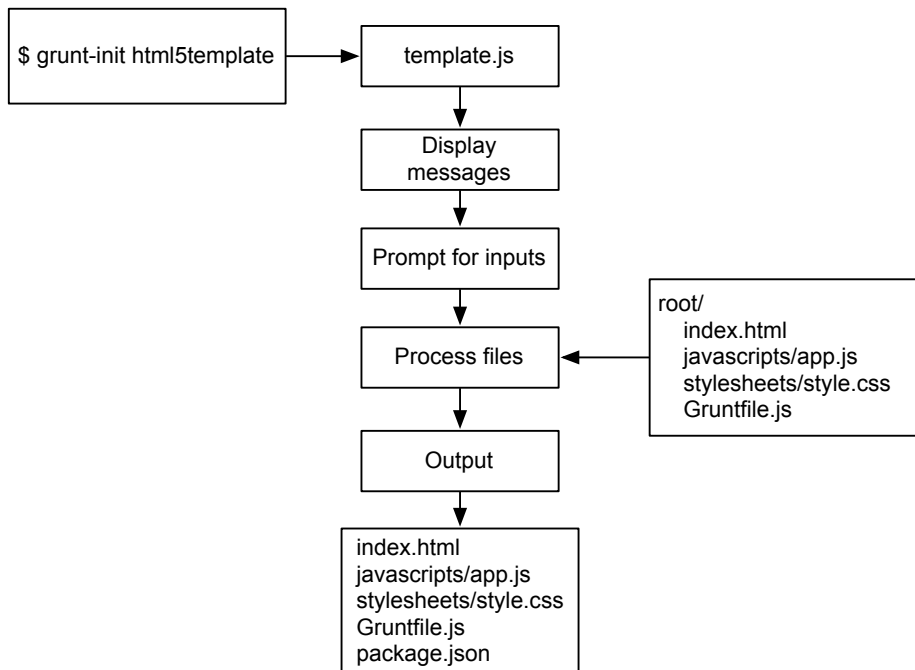 $ grunt-init html5template
template.js
Display
messages
Prompt for inputs
root/
index.html
javascripts/app.js
stylesheets/style.css
Gruntfile.js
Process files
Output
index.html
javascripts/app.js
stylesheets/style.css
Gruntfile.js
package.json